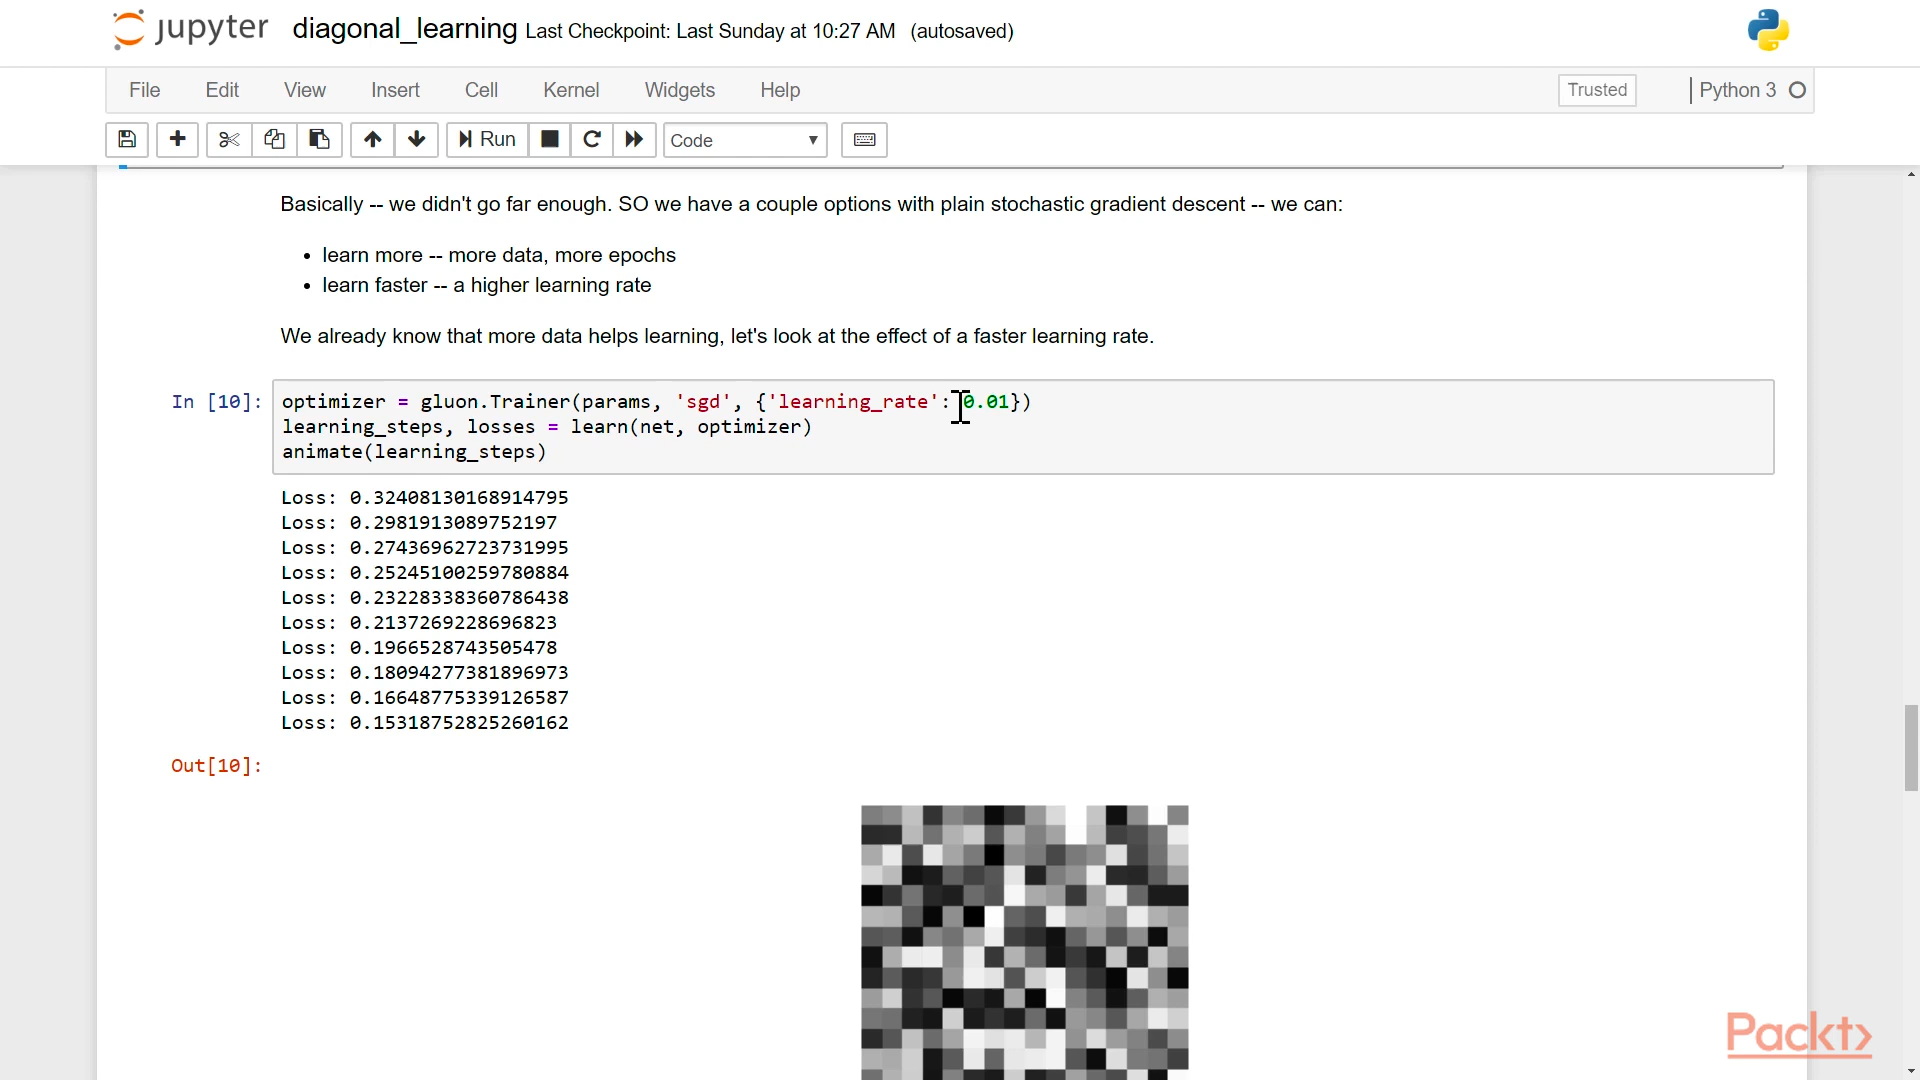 jupyter diagonal_learning Last Checkpoint: Last Sunday at 10:27 AM (autosaved)
File Edit View Insert Cell Kernel Widgets Help Trusted Python 3
Run Code
Basically -- we didn't go far enough. SO we have a couple options with plain stochastic gradient descent -- we can:
• learn more -- more data, more epochs
• learn faster -- a higher learning rate
We already know that more data helps learning, let's look at the effect of a faster learning rate.
In [10]: optimizer = gluon.Trainer(params, 'sgd', {'learning_rate': 0.01})
learning_steps, losses = learn(net, optimizer)
animate(learning_steps)
Loss: 0.32408130168914795
Loss: 0.2981913089752197
Loss: 0.27436962723731995
Loss: 0.25245100259780884
Loss: 0.23228338360786438
Loss: 0.2137269228696823
Loss: 0.1966528743505478
Loss: 0.18094277381896973
Loss: 0.16648775339126587
Loss: 0.15318752825260162
Out[10]:
Packt>